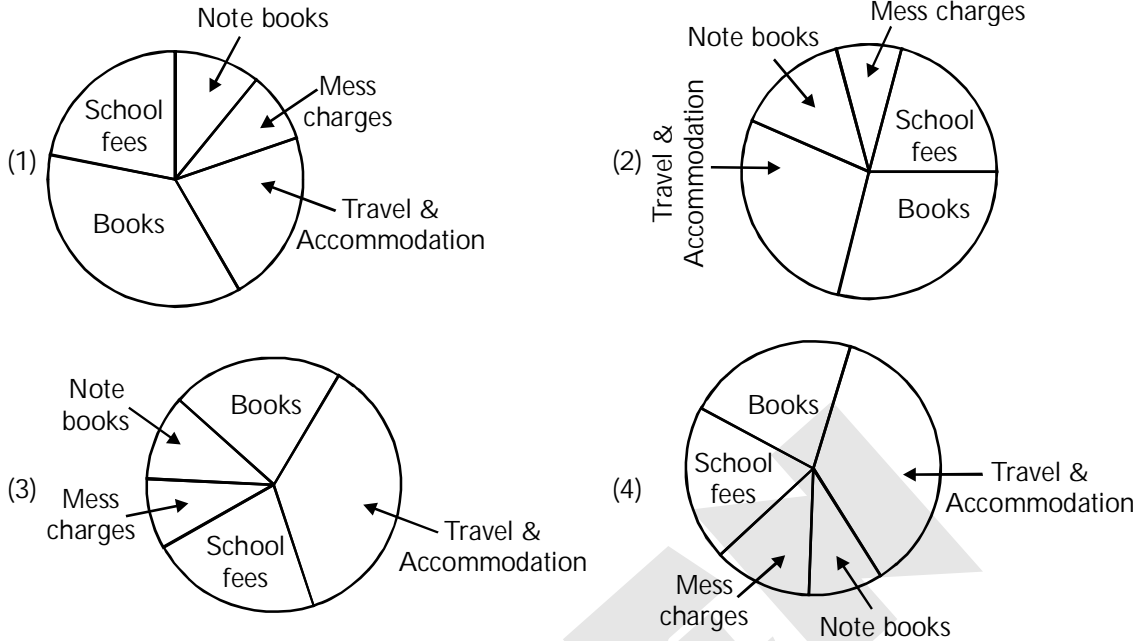 (1)
Note books
Mess
charges
School
fees
Books
Travel &
Accommodation
(2)
Mess charges
Note books
Travel &
Accommodation
School
fees
Books
(3)
Note
books
Books
Mess
charges
School
fees
Travel &
Accommodation
(4)
Books
School
fees
Travel &
Accommodation
Mess
charges
Note books